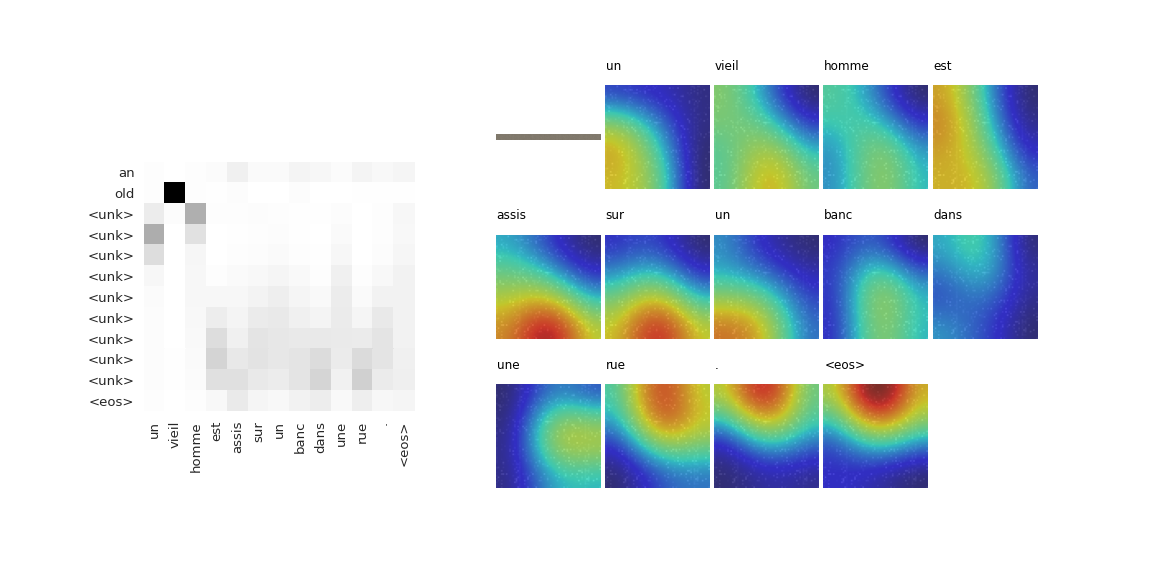 an
old
<unk>
<unk>
<unk>
<unk>
<unk>
<unk>
<unk>
<unk>
<unk>
<eos>
un vieil homme est assis sur un banc dans une rue . <eos>
un vieil homme est
assis sur un banc dans
une rue . <eos>